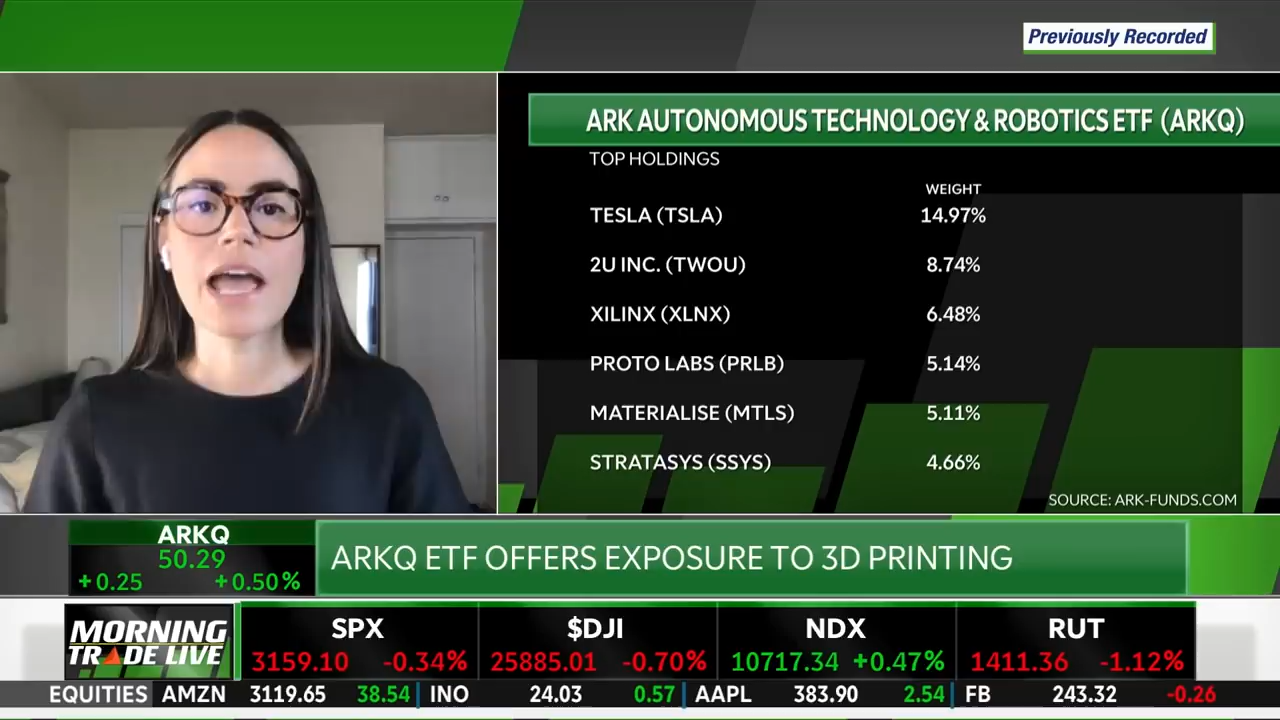 Previously Recorded
ARK AUTONOMOUS TECHNOLOGY & ROBOTICS ETF (ARKQ)
TOP HOLDINGS
WEIGHT
TESLA (TSLA) 14.97%
2U INC. (TWOU) 8.74%
XILINX (XLNX) 6.48%
PROTO LABS (PRLB) 5.14%
MATERIALISE (MTLS) 5.11%
STRATASYS (SSYS) 4.66%
SOURCE: ARK-FUNDS.COM
ARKQ
50.29
+0.25 +0.50%
ARKQ ETF OFFERS EXPOSURE TO 3D PRINTING
MORNING
TRADE LIVE
SPX $DJI NDX RUT
3159.10 -0.34% 25885.01 -0.70% 10717.34 +0.47% 1411.36 -1.12%
EQUITIES AMZN 3119.65 38.54 INO 24.03 0.57 AAPL 383.90 2.54 FB 243.32 -0.26